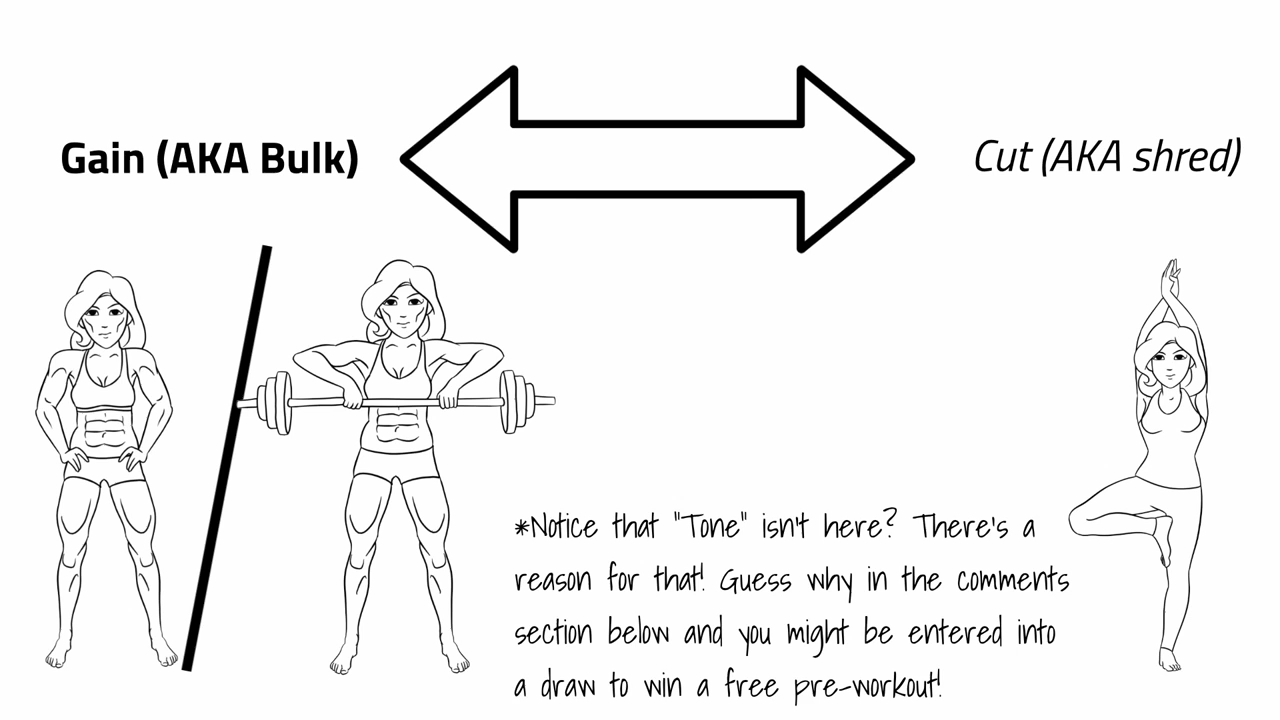 Gain (AKA Bulk)
Cut (AKA shred)
*Notice that "Tone" isn't here? There's a
reason for that! Guess why in the comments
section below and you might be entered into
a draw to win a free pre-workout!